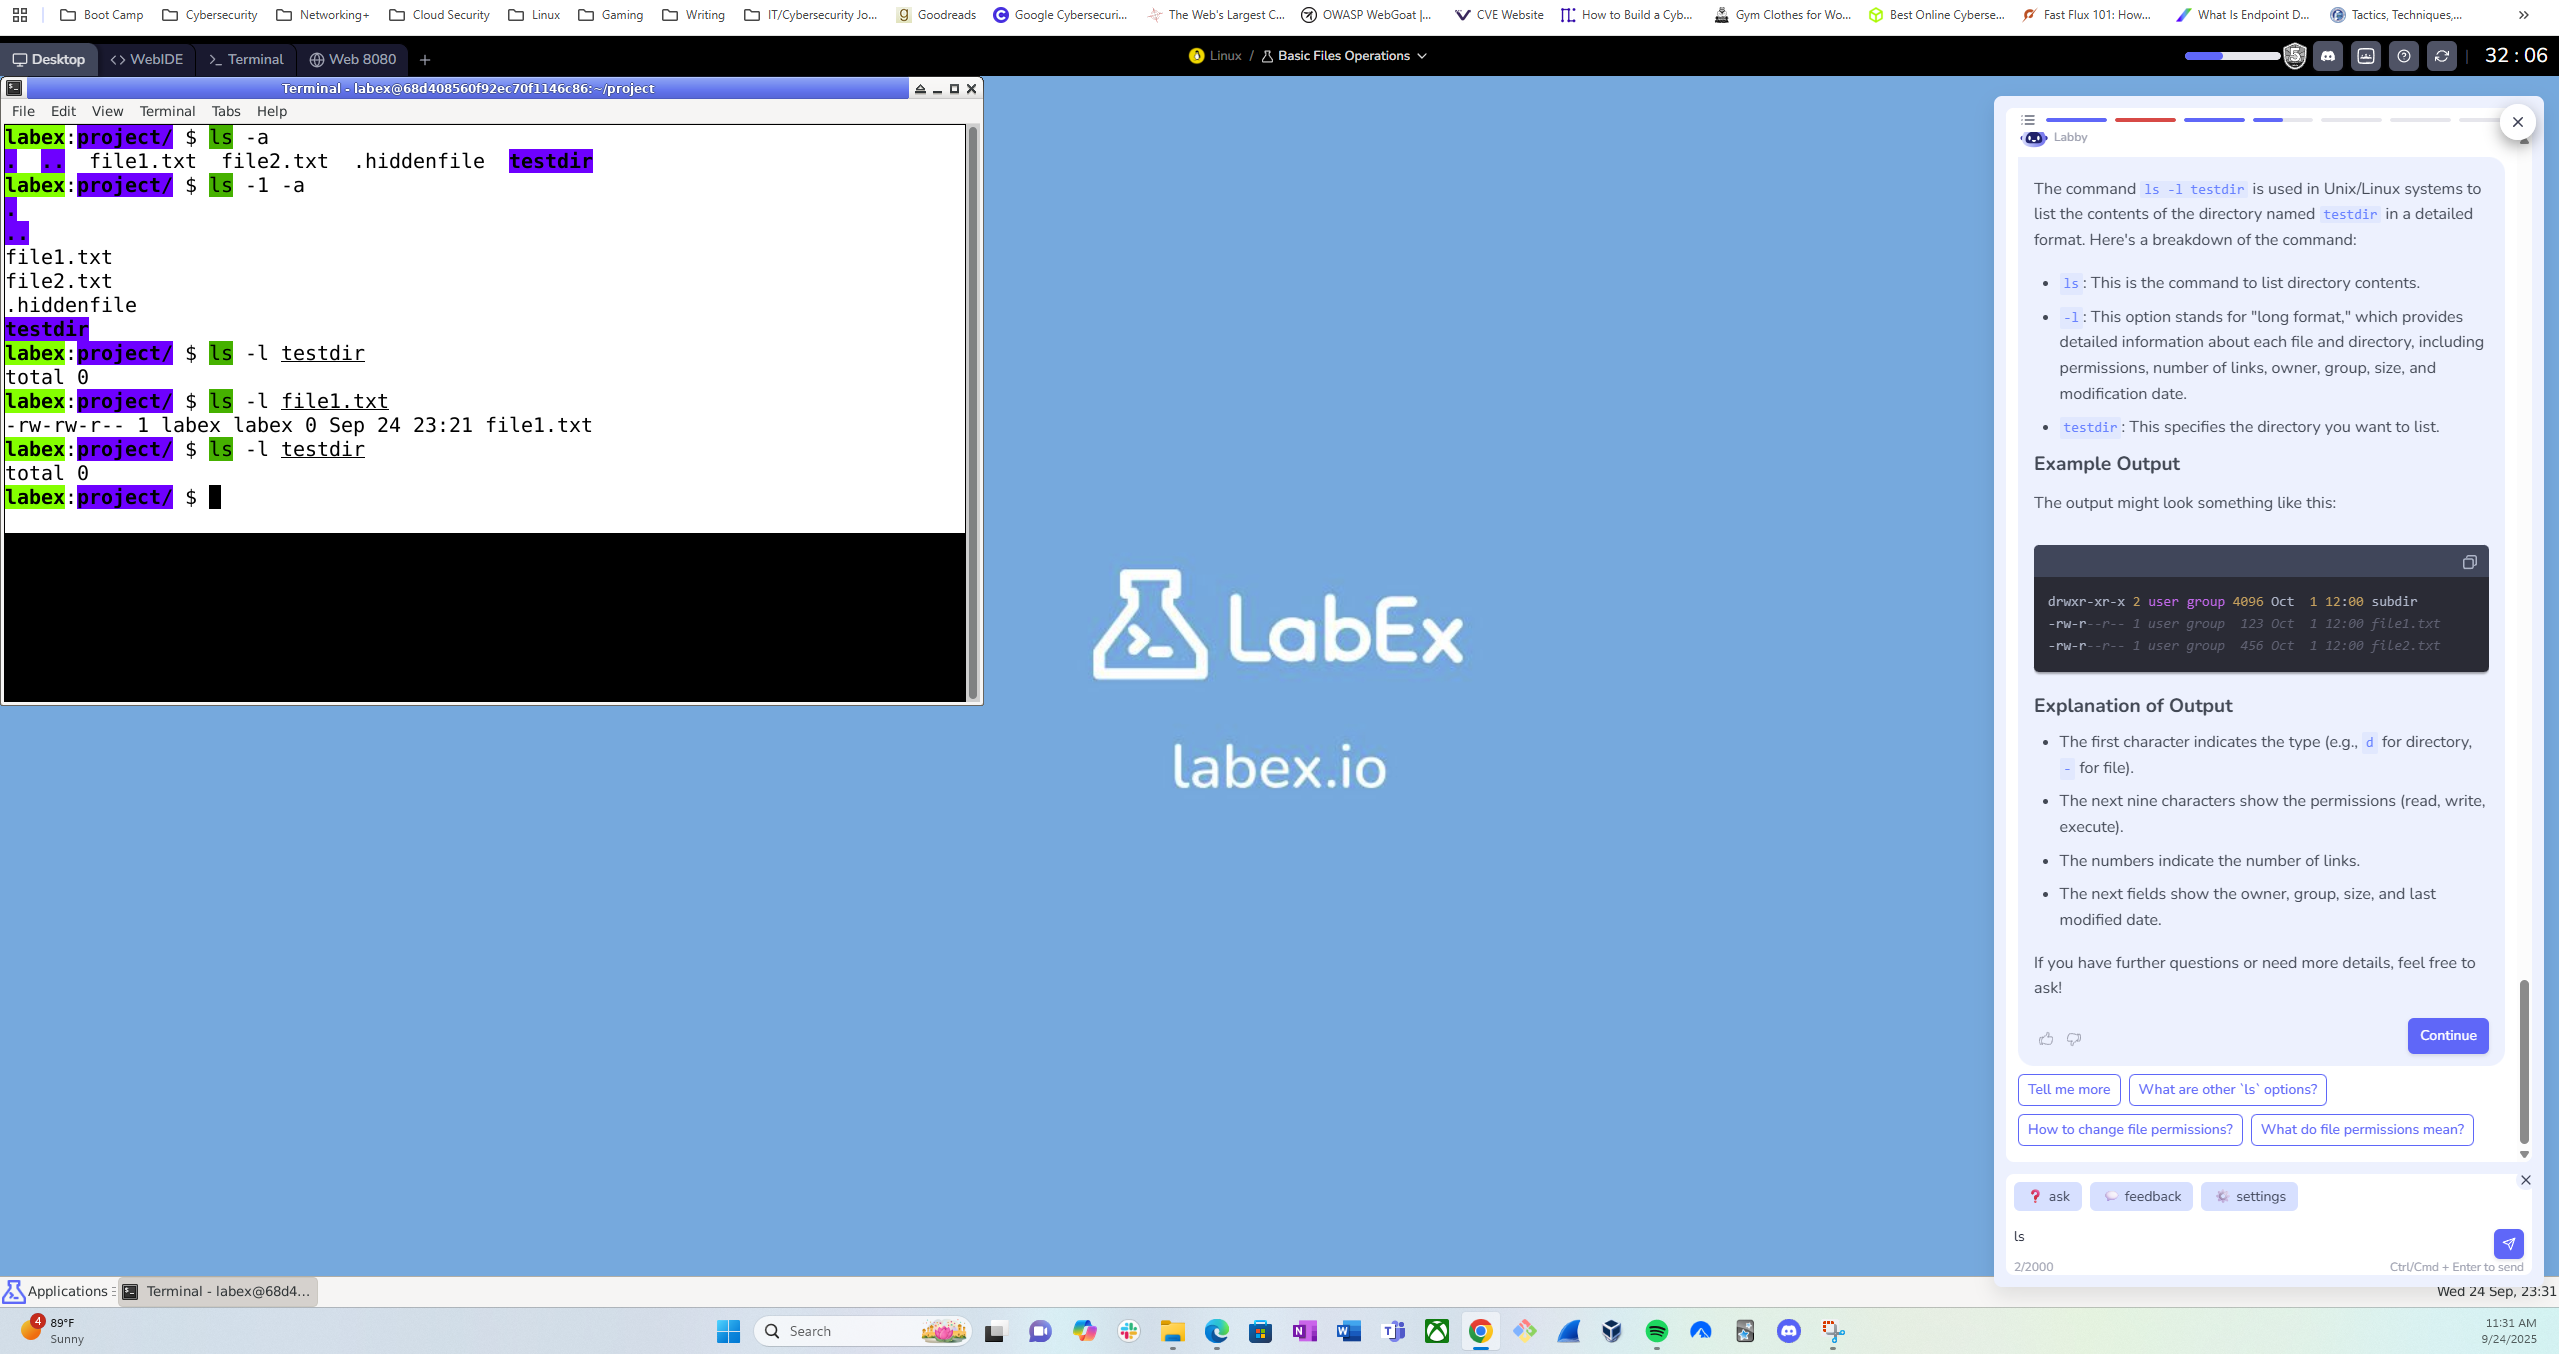 Boot Camp Cybersecurity Networking+ Cloud Security Linux Gaming Writing IT/Cybersecurity Jo... Goodreads Google Cybersecuri... The Web's Largest C... OWASP WebGoat |... CVE Website How to Build a Cyb... Gym Clothes for Wo... Best Online Cyberse... Fast Flux 101: How... What Is Endpoint D... Tactics, Techniques,... »
Desktop <> WebIDE >_ Terminal Web 8080 + Linux / Basic Files Operations 32 : 06
Terminal - labex@68d408560f92ec70f1146c86:~/project
File Edit View Terminal Tabs Help
labex:project/ $ ls -a
. .. file1.txt file2.txt .hiddenfile testdir
labex:project/ $ ls -1 -a
.
..
file1.txt
file2.txt
.hiddenfile
testdir
labex:project/ $ ls -l testdir
total 0
labex:project/ $ ls -l file1.txt
-rw-rw-r-- 1 labex labex 0 Sep 24 23:21 file1.txt
labex:project/ $ ls -l testdir
total 0
labex:project/ $
LabEx
labex.io
Labby
The command ls -l testdir is used in Unix/Linux systems to
list the contents of the directory named testdir in a detailed
format. Here's a breakdown of the command:
• ls: This is the command to list directory contents.
• -l: This option stands for "long format," which provides
detailed information about each file and directory, including
permissions, number of links, owner, group, size, and
modification date.
• testdir: This specifies the directory you want to list.
Example Output
The output might look something like this:
drwxr-xr-x 2 user group 4096 Oct 1 12:00 subdir
-rw-r--r-- 1 user group 123 Oct 1 12:00 file1.txt
-rw-r--r-- 1 user group 456 Oct 1 12:00 file2.txt
Explanation of Output
• The first character indicates the type (e.g., d for directory,
- for file).
• The next nine characters show the permissions (read, write,
execute).
• The numbers indicate the number of links.
• The next fields show the owner, group, size, and last
modified date.
If you have further questions or need more details, feel free to
ask!
Continue
Tell me more What are other `ls` options?
How to change file permissions? What do file permissions mean?
ask feedback settings
ls
2/2000 Ctrl/Cmd + Enter to send
Applications Terminal - labex@68d4... Wed 24 Sep, 23:31
4 89°F
Sunny
Search
11:31 AM
9/24/2025